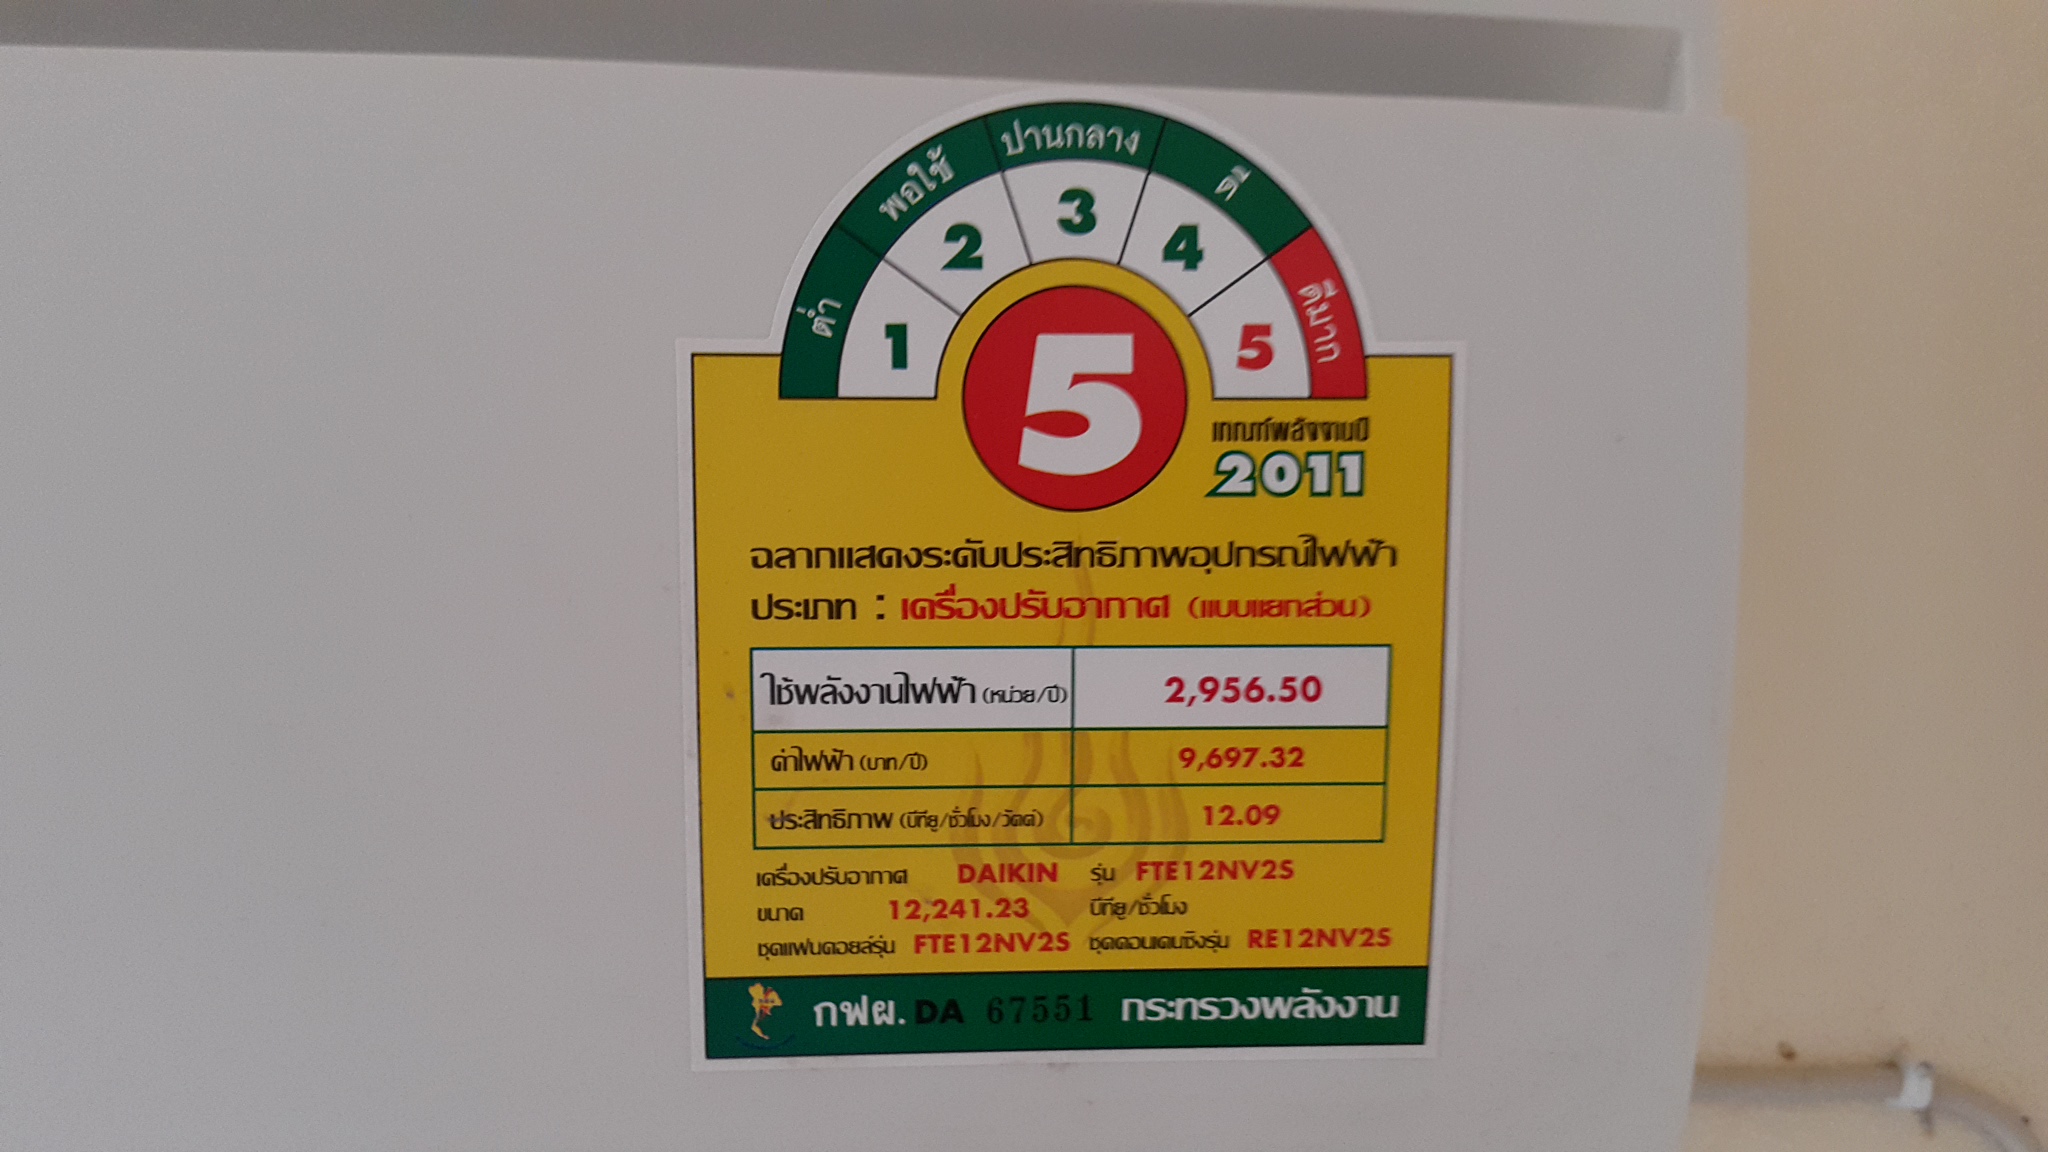 ต่ำ พอใช้ ปานกลาง ดี ดีมาก
1 2 3 4 5
5
เกณฑ์พลังงานปี
2011
ฉลากแสดงระดับประสิทธิภาพอุปกรณ์ไฟฟ้า
ประเภท : เครื่องปรับอากาศ (แบบแยกส่วน)
ใช้พลังงานไฟฟ้า (หน่วย/ปี) 2,956.50
ค่าไฟฟ้า (บาท/ปี) 9,697.32
ประสิทธิภาพ (บีทียู/ชั่วโมง/วัตต์) 12.09
เครื่องปรับอากาศ DAIKIN รุ่น FTE12NV2S
ขนาด 12,241.23 บีทียู/ชั่วโมง
ชุดแฟนคอยล์รุ่น FTE12NV2S ชุดคอนเดนซิ่งรุ่น RE12NV2S
กฟผ. DA 67551 กระทรวงพลังงาน